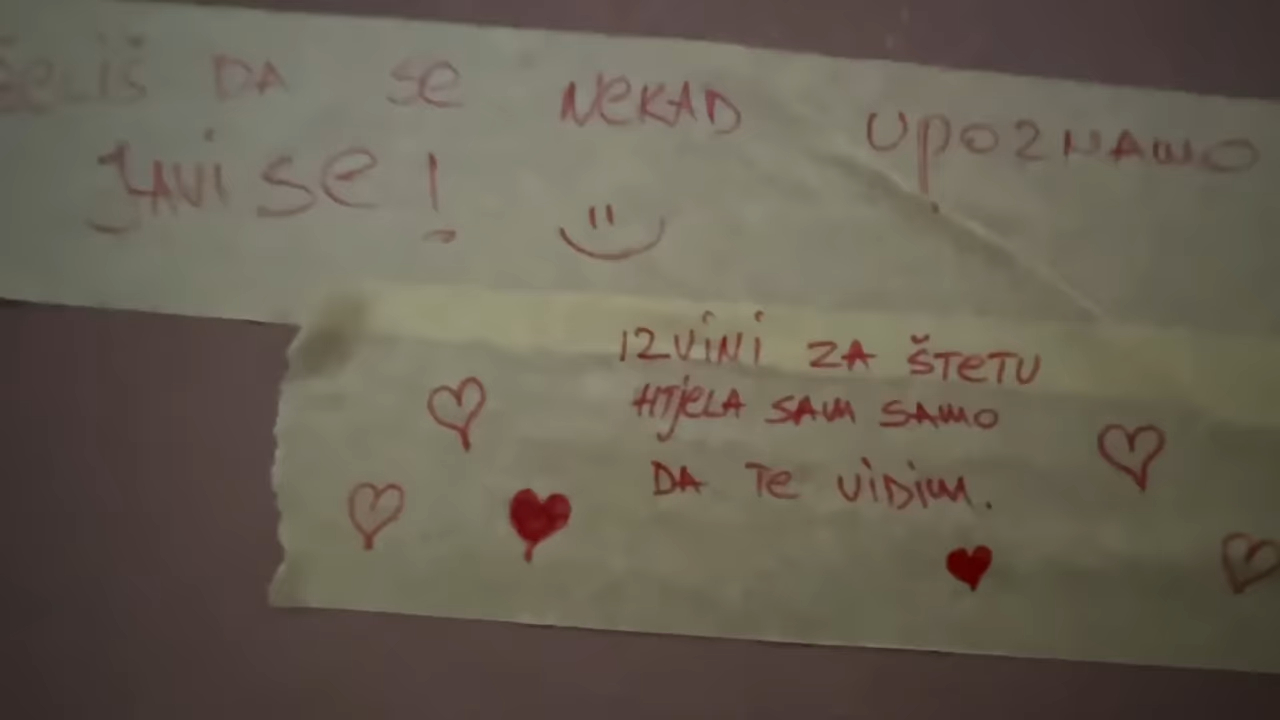 želiš DA se NeKAD upoznamo
JAVI se!
IZViNi ZA ŠTeTU
HTjeLA SAM SAMO
DA Te ViDiM.